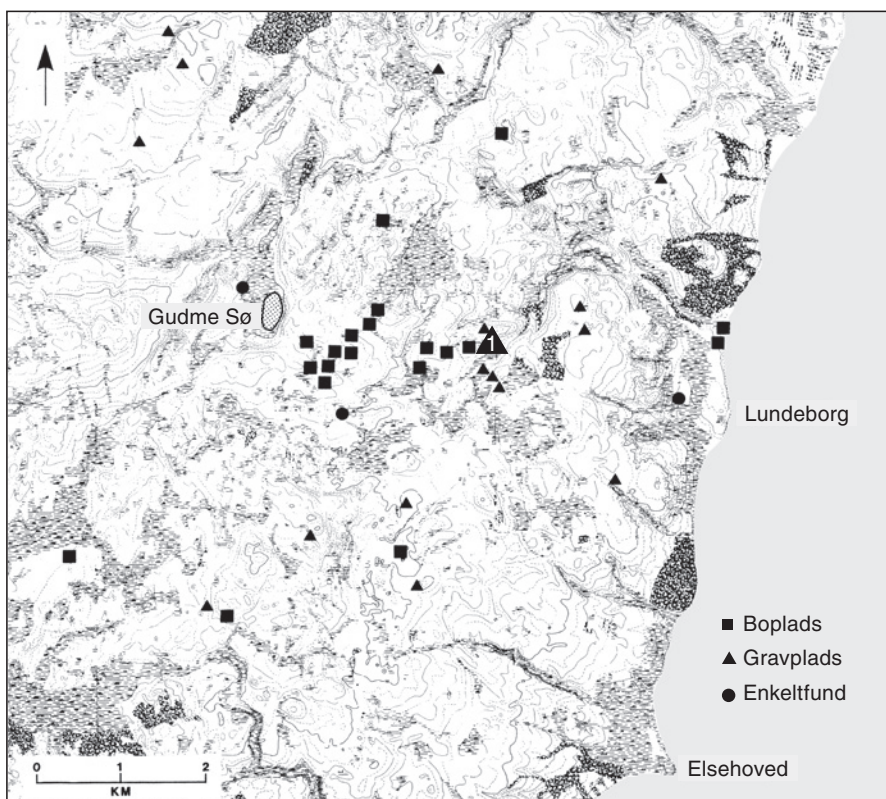 Gudme Sø
1
Lundeborg
Boplads
Gravplads
Enkeltfund
Elsehoved
0 1 2
KM